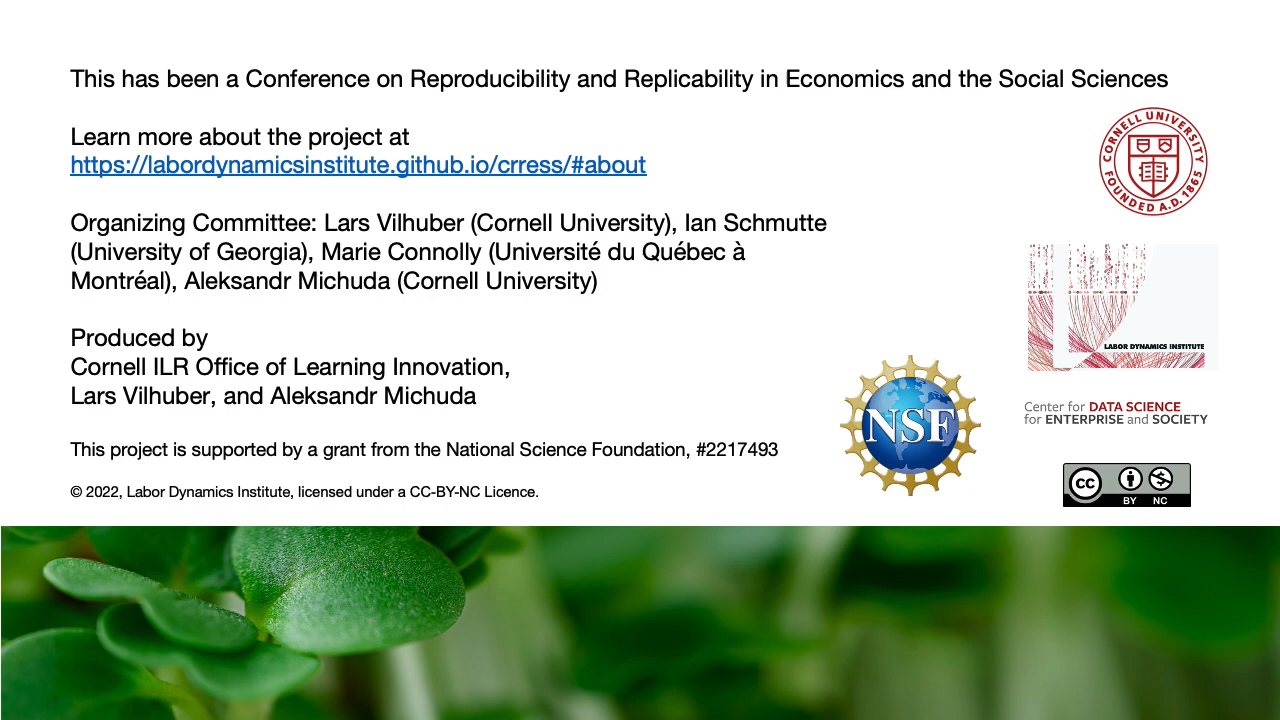 This has been a Conference on Reproducibility and Replicability in Economics and the Social Sciences
Learn more about the project at
https://labordynamicsinstitute.github.io/crress/#about
Organizing Committee: Lars Vilhuber (Cornell University), Ian Schmutte
(University of Georgia), Marie Connolly (Université du Québec à
Montréal), Aleksandr Michuda (Cornell University)
Produced by
Cornell ILR Office of Learning Innovation,
Lars Vilhuber, and Aleksandr Michuda
This project is supported by a grant from the National Science Foundation, #2217493
© 2022, Labor Dynamics Institute, licensed under a CC-BY-NC Licence.
CORNELL UNIVERSITY
FOUNDED A.D. 1865
LABOR DYNAMICS INSTITUTE
NSF
Center for DATA SCIENCE
for ENTERPRISE and SOCIETY
cc
BY NC